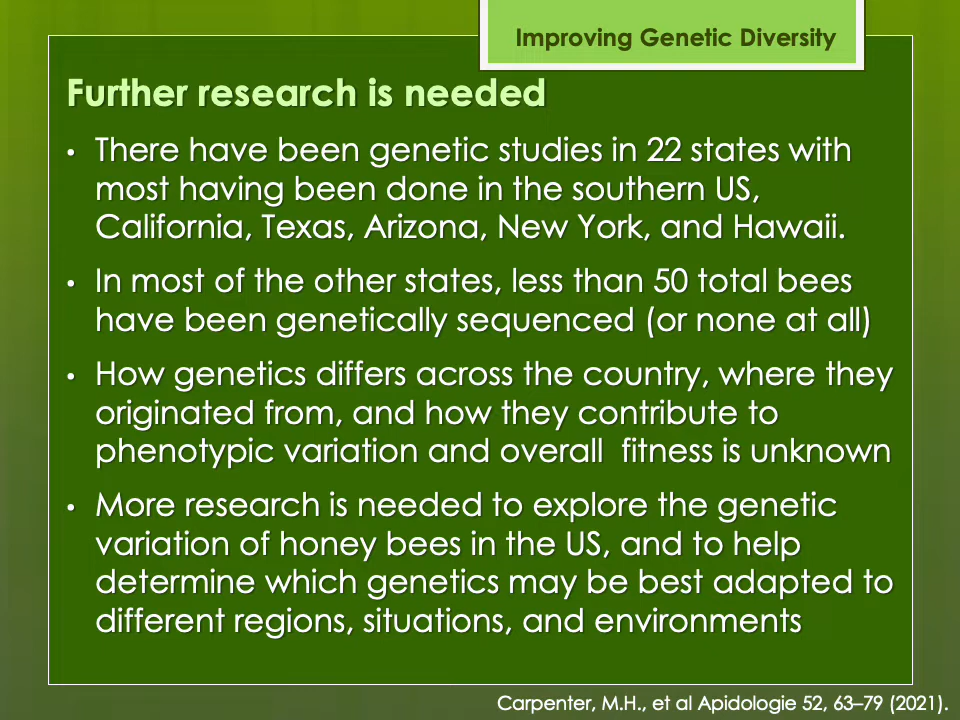 Improving Genetic Diversity
Further research is needed
• There have been genetic studies in 22 states with
most having been done in the southern US,
California, Texas, Arizona, New York, and Hawaii.
• In most of the other states, less than 50 total bees
have been genetically sequenced (or none at all)
• How genetics differs across the country, where they
originated from, and how they contribute to
phenotypic variation and overall  fitness is unknown
• More research is needed to explore the genetic
variation of honey bees in the US, and to help
determine which genetics may be best adapted to
different regions, situations, and environments
Carpenter, M.H., et al Apidologie 52, 63–79 (2021).